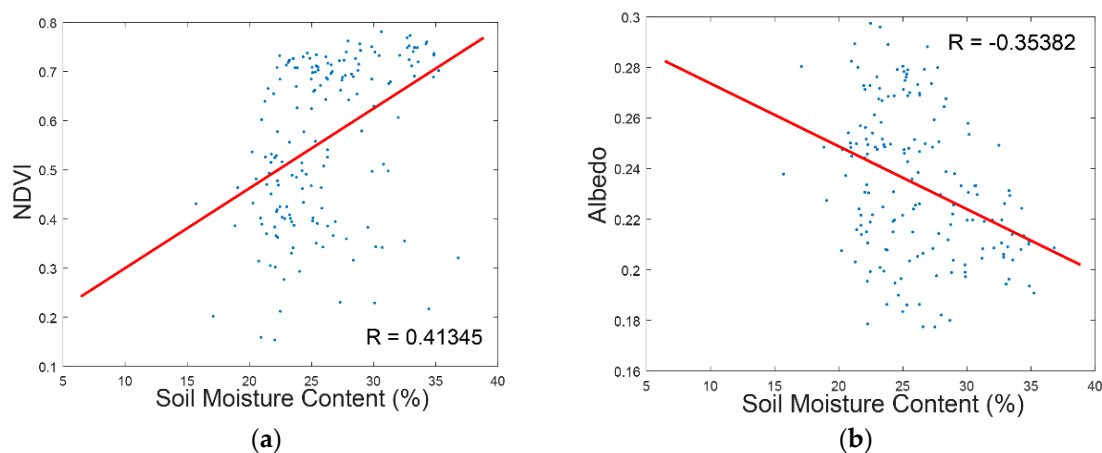 0.8
0.7
0.6
0.5
0.4
0.3
0.2
0.1
NDVI
R = 0.41345
5 10 15 20 25 30 35 40
Soil Moisture Content (%)
(a)
0.3
0.28
0.26
0.24
0.22
0.2
0.18
0.16
Albedo
R = -0.35382
5 10 15 20 25 30 35 40
Soil Moisture Content (%)
(b)